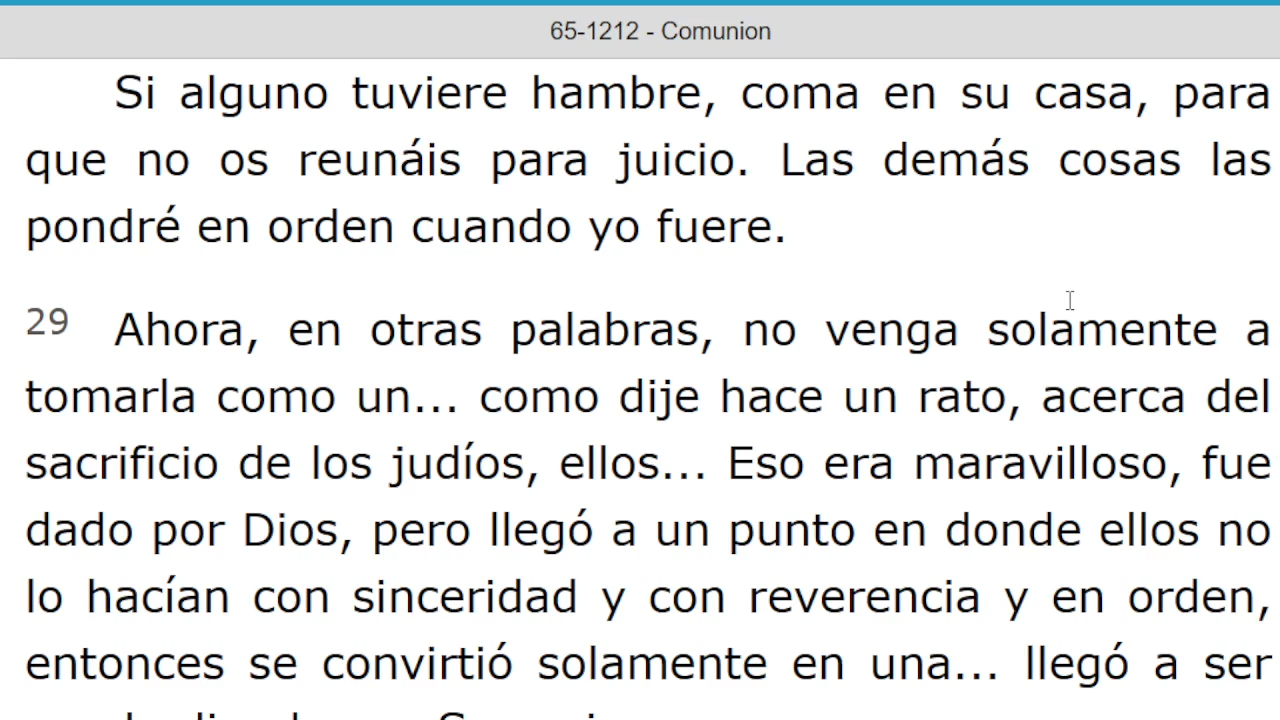 65-1212 - Comunion
Si alguno tuviere hambre, coma en su casa, para
que no os reunáis para juicio. Las demás cosas las
pondré en orden cuando yo fuere.
29 Ahora, en otras palabras, no venga solamente a
tomarla como un... como dije hace un rato, acerca del
sacrificio de los judíos, ellos... Eso era maravilloso, fue
dado por Dios, pero llegó a un punto en donde ellos no
lo hacían con sinceridad y con reverencia y en orden,
entonces se convirtió solamente en una... llegó a ser